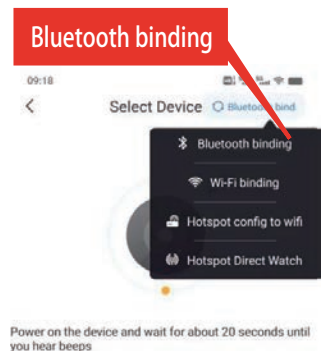 Bluetooth binding
09:18
Select Device
Bluetooth bind
Bluetooth binding
Wi-Fi binding
Hotspot config to wifi
Hotspot Direct Watch
Power on the device and wait for about 20 seconds until
you hear beeps